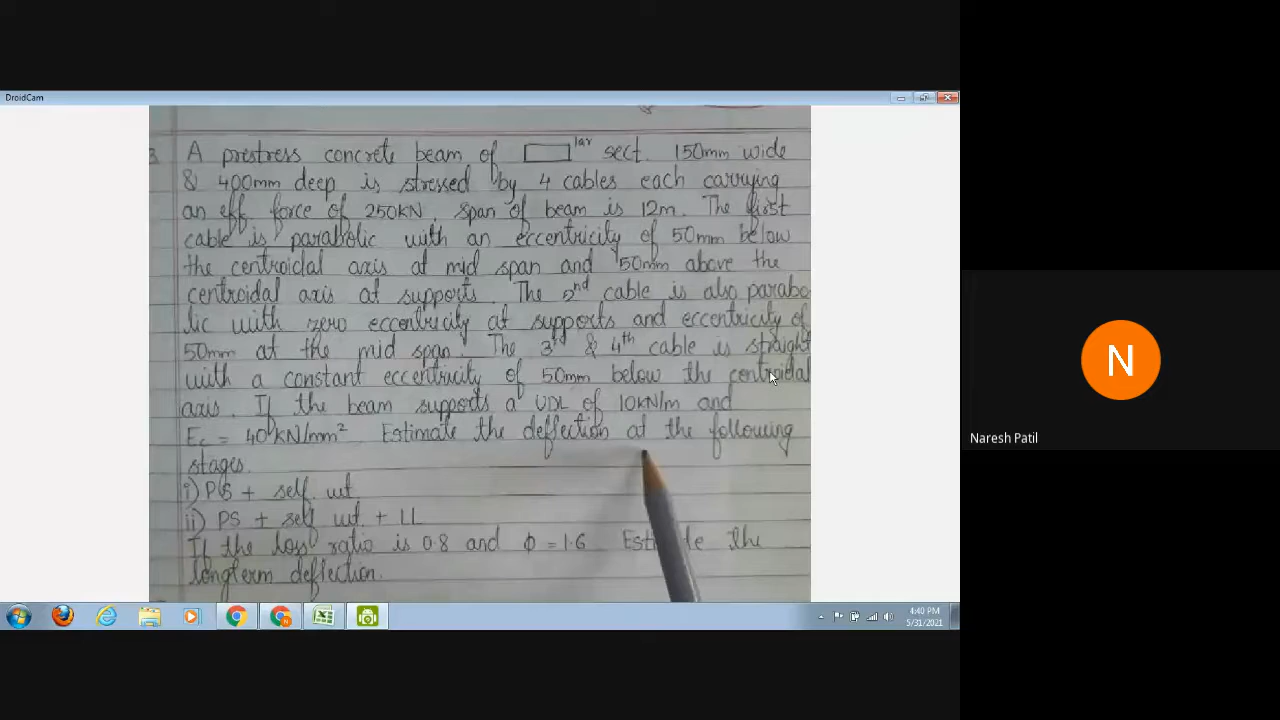 DroidCam
3 A prestress concrete beam of lar sect. 150mm wide
& 400mm deep is stressed by 4 cables each carrying
an eff force of 250KN. span of beam is 12m. The first
cable is parabolic with an eccentricity of 50mm below
the centroidal axis at mid span and 50mm above the
centroidal axis at supports. The 2nd cable is also parabo
lic with zero eccentricity at supports and eccentricity of
50mm at the mid span. The 3rd & 4th cable is straight
with a constant eccentricity of 50mm below the centroidal
axis. If the beam supports a UDL of 10KN/m and
Ec = 40KN/mm² Estimate the deflection at the following
stages.
i) PS + self wt.
ii) PS + self wt. + LL
If the loss ratio is 0.8 and φ = 1.6 Estimate the
longterm deflection.
N
Naresh Patil
4:40 PM
5/31/2021